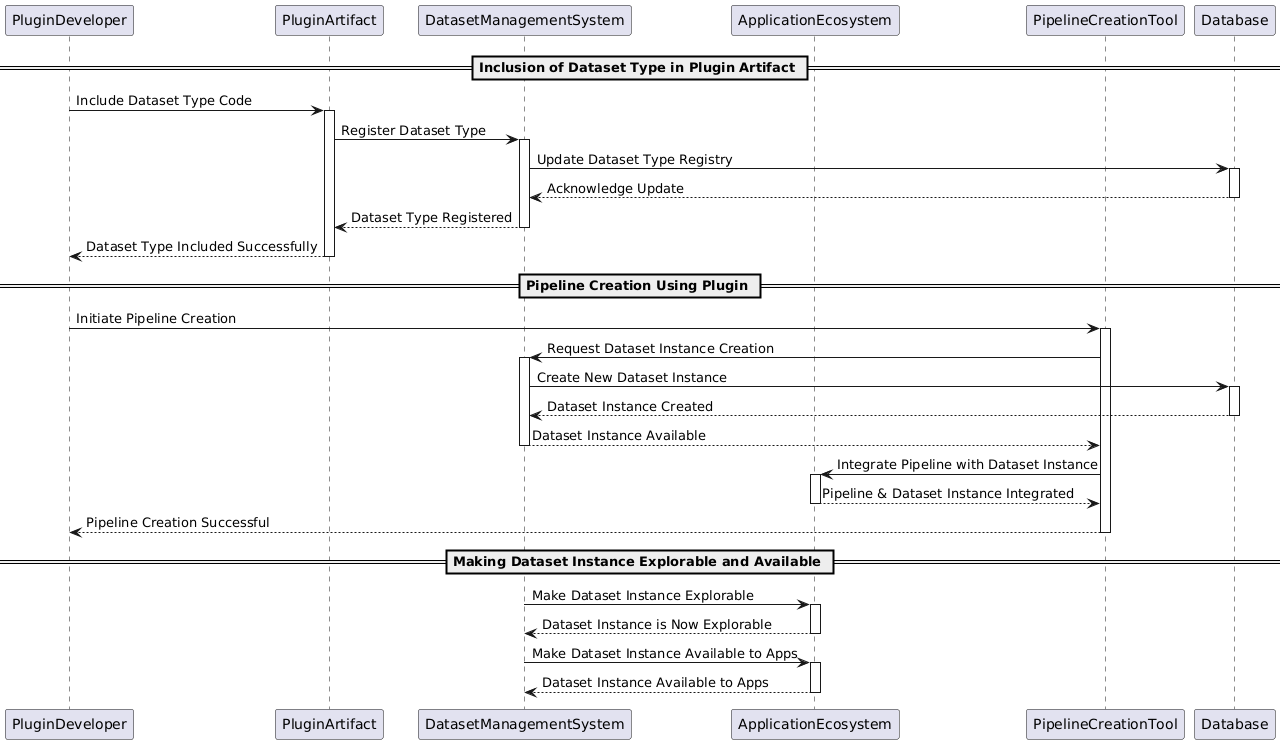 PluginDeveloper
PluginArtifact
DatasetManagementSystem
ApplicationEcosystem
PipelineCreationTool
Database
Inclusion of Dataset Type in Plugin Artifact
Include Dataset Type Code
Register Dataset Type
Update Dataset Type Registry
Acknowledge Update
Dataset Type Registered
Dataset Type Included Successfully
Pipeline Creation Using Plugin
Initiate Pipeline Creation
Request Dataset Instance Creation
Create New Dataset Instance
Dataset Instance Created
Dataset Instance Available
Integrate Pipeline with Dataset Instance
Pipeline & Dataset Instance Integrated
Pipeline Creation Successful
Making Dataset Instance Explorable and Available
Make Dataset Instance Explorable
Dataset Instance is Now Explorable
Make Dataset Instance Available to Apps
Dataset Instance Available to Apps
PluginDeveloper
PluginArtifact
DatasetManagementSystem
ApplicationEcosystem
PipelineCreationTool
Database